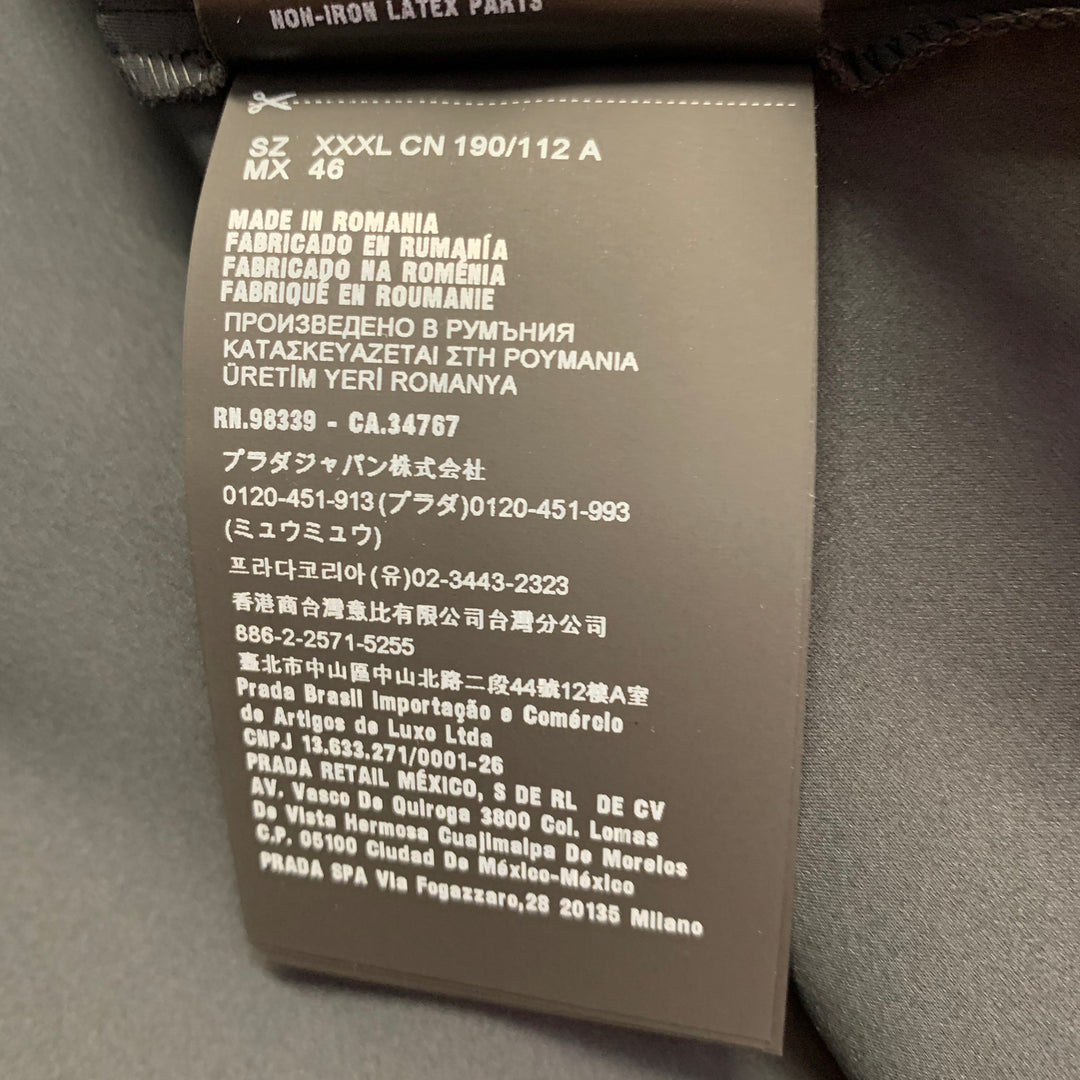 NON-IRON LATEX PARTS
SZ XXXL CN 190/112 A
MX 46
MADE IN ROMANIA
FABRICADO EN RUMANÍA
FABRICADO NA ROMÉNIA
FABRIQUÉ EN ROUMANIE
ПРОИЗВЕДЕНО В РУМЪНИЯ
ΚΑΤΑΣΚΕΥΑΖΕΤΑΙ ΣΤΗ ΡΟΥΜΑΝΙΑ
ÜRETİM YERİ ROMANYA
RN.98339 - CA.34767
プラダジャパン株式会社
0120-451-913(プラダ)0120-451-993
(ミュウミュウ)
프라다코리아(유)02-3443-2323
香港商台灣意比有限公司台灣分公司
886-2-2571-5255
臺北市中山區中山北路二段44號12樓A室
Prada Brasil Importação e Comércio
de Artigos de Luxo Ltda
CNPJ 13.633.271/0001-26
PRADA RETAIL MÉXICO, S DE RL DE CV
AV, Vasco De Quiroga 3800 Col. Lomas
De Vista Hermosa Cuajimalpa De Morelos
C.P. 05100 Ciudad De México-México
PRADA SPA Via Fogazzaro,28 20135 Milano